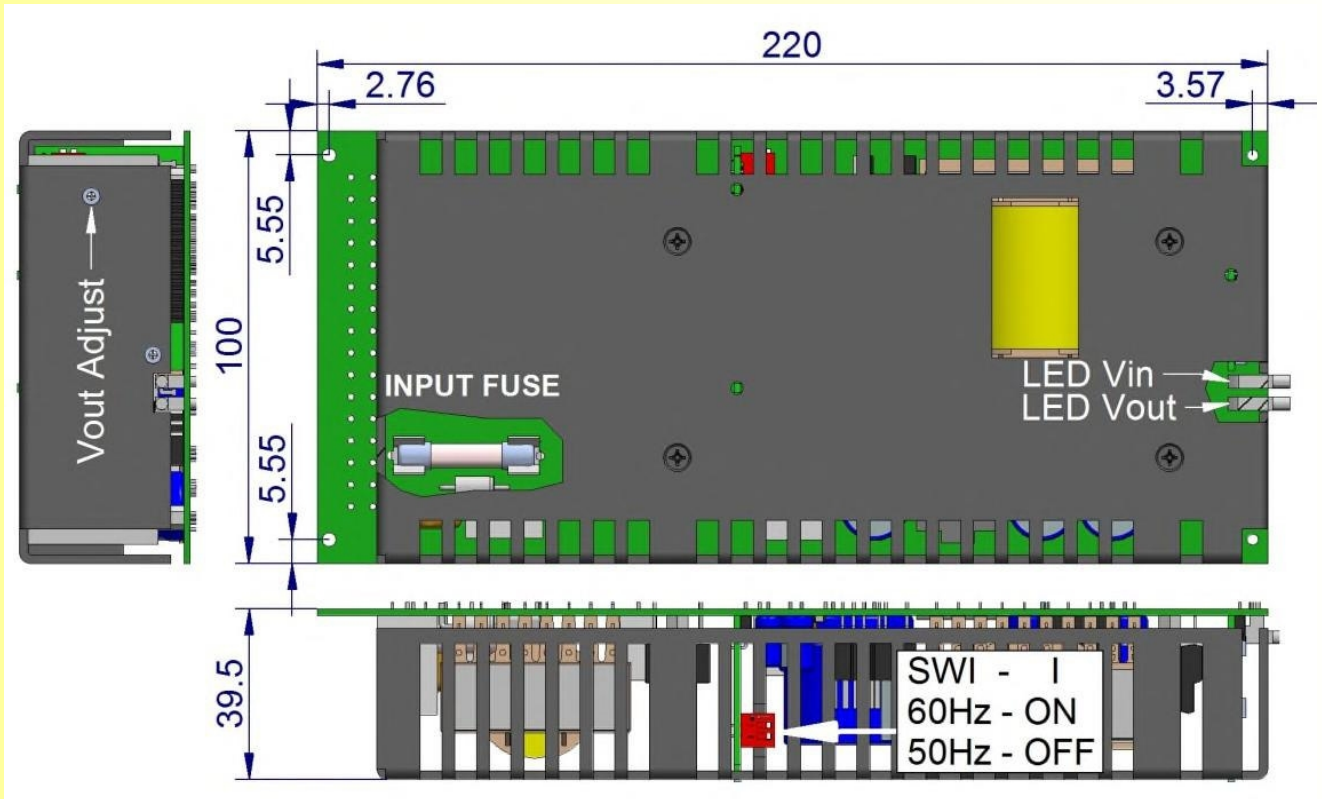 220
2.76
3.57
5.55
100
Vout Adjust
INPUT FUSE
LED Vin
LED Vout
5.55
39.5
SWI - I
60Hz - ON
50Hz - OFF